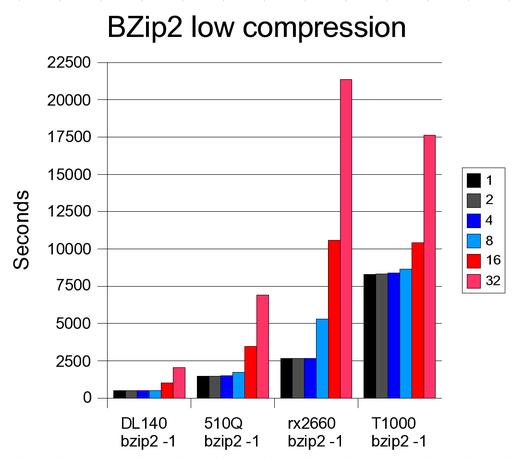 BZip2 low compression
22500
20000
17500
15000
12500
10000
7500
5000
2500
0
Seconds
DL140
bzip2 -1
510Q
bzip2 -1
rx2660
bzip2 -1
T1000
bzip2 -1
1
2
4
8
16
32